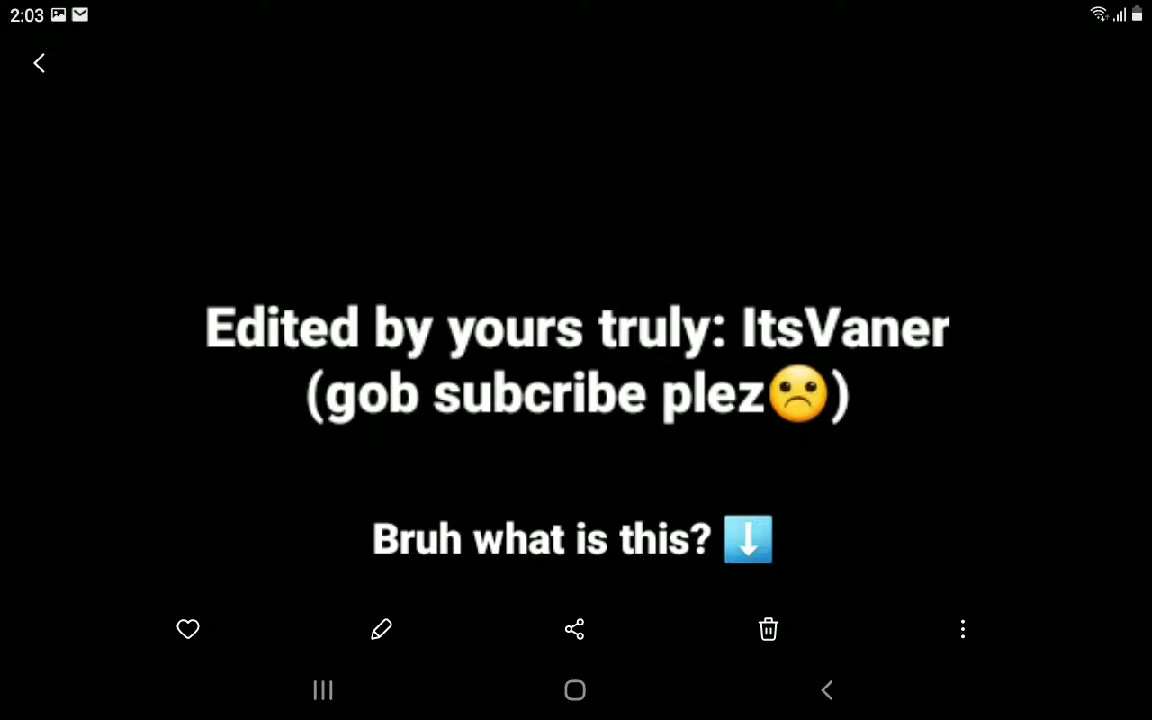 2:03
Edited by yours truly: ItsVaner
(gob subcribe plez☹️)
Bruh what is this? ⬇️